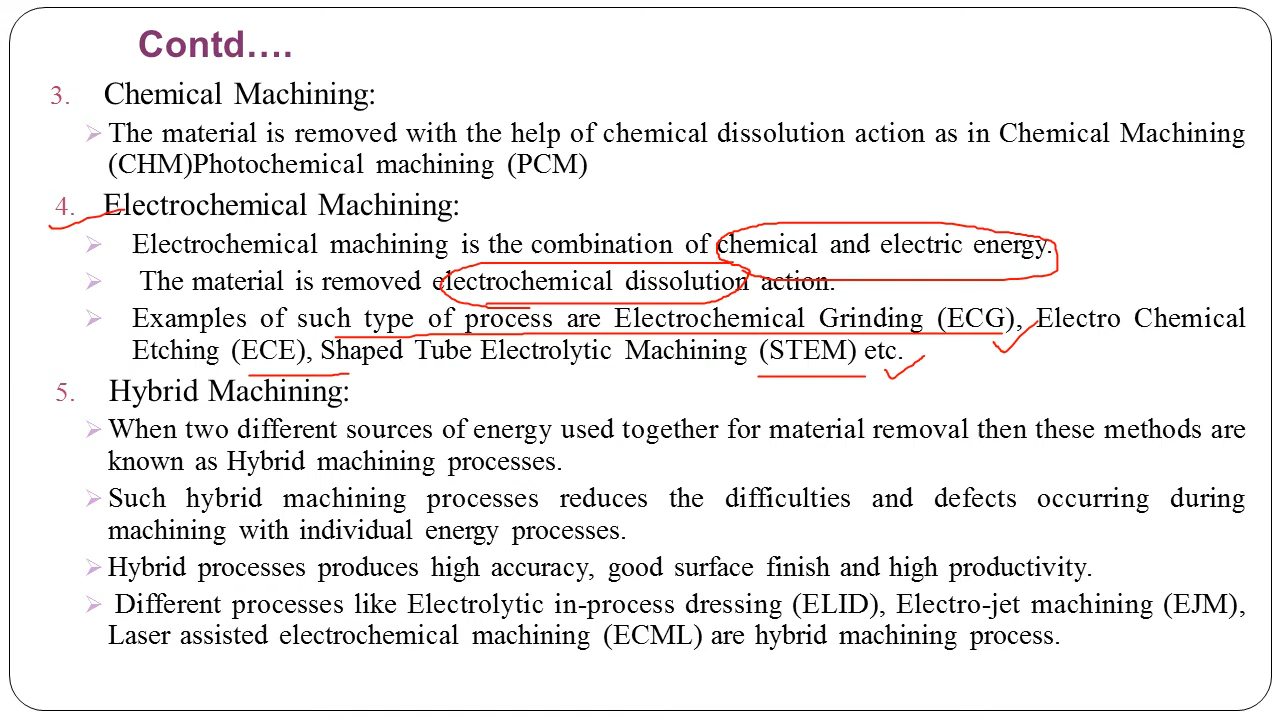 Contd….
3. Chemical Machining:
➢ The material is removed with the help of chemical dissolution action as in Chemical Machining
(CHM)Photochemical machining (PCM)
4. Electrochemical Machining:
➢ Electrochemical machining is the combination of chemical and electric energy.
➢ The material is removed electrochemical dissolution action.
➢ Examples of such type of process are Electrochemical Grinding (ECG), Electro Chemical
Etching (ECE), Shaped Tube Electrolytic Machining (STEM) etc.
5. Hybrid Machining:
➢ When two different sources of energy used together for material removal then these methods are
known as Hybrid machining processes.
➢ Such hybrid machining processes reduces the difficulties and defects occurring during
machining with individual energy processes.
➢ Hybrid processes produces high accuracy, good surface finish and high productivity.
➢ Different processes like Electrolytic in-process dressing (ELID), Electro-jet machining (EJM),
Laser assisted electrochemical machining (ECML) are hybrid machining process.